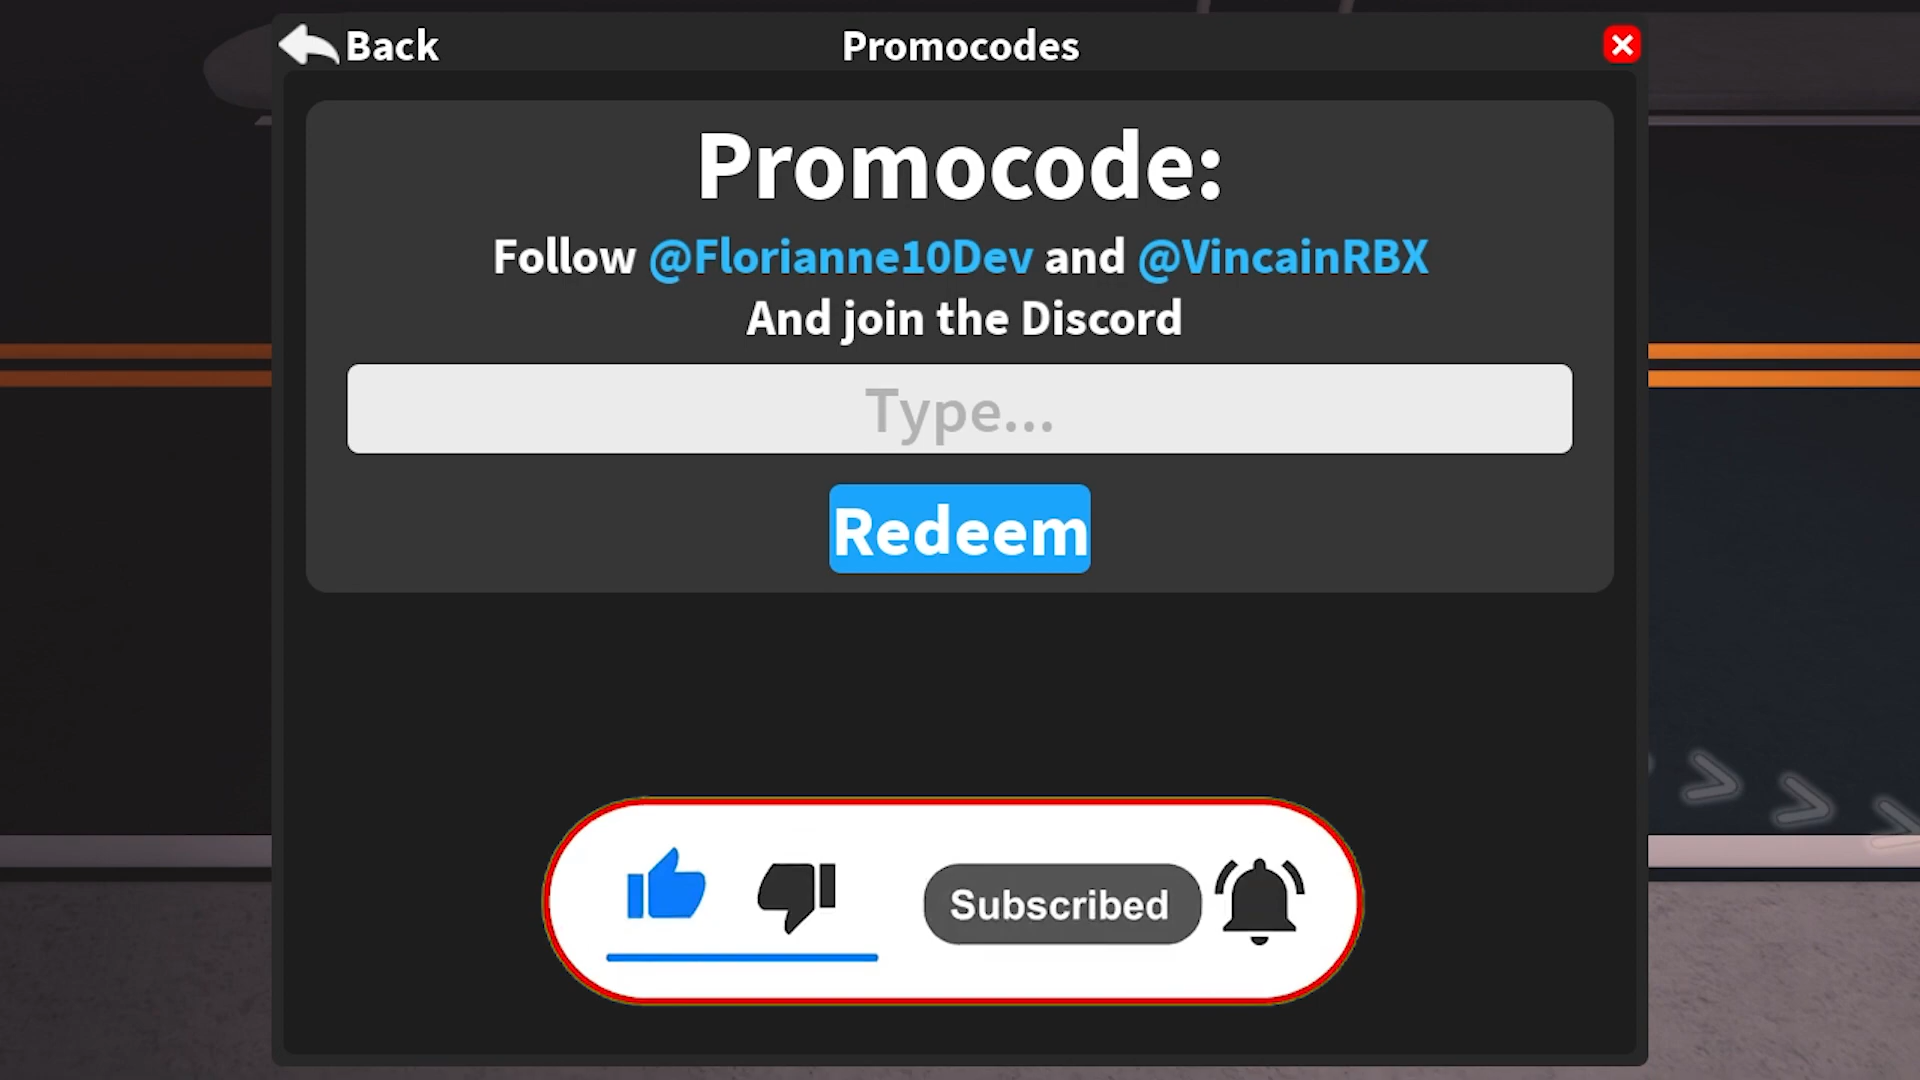 Back
Promocodes
Promocode:
Follow @Florianne10Dev and @VincainRBX
And join the Discord
Type...
Redeem
Subscribed